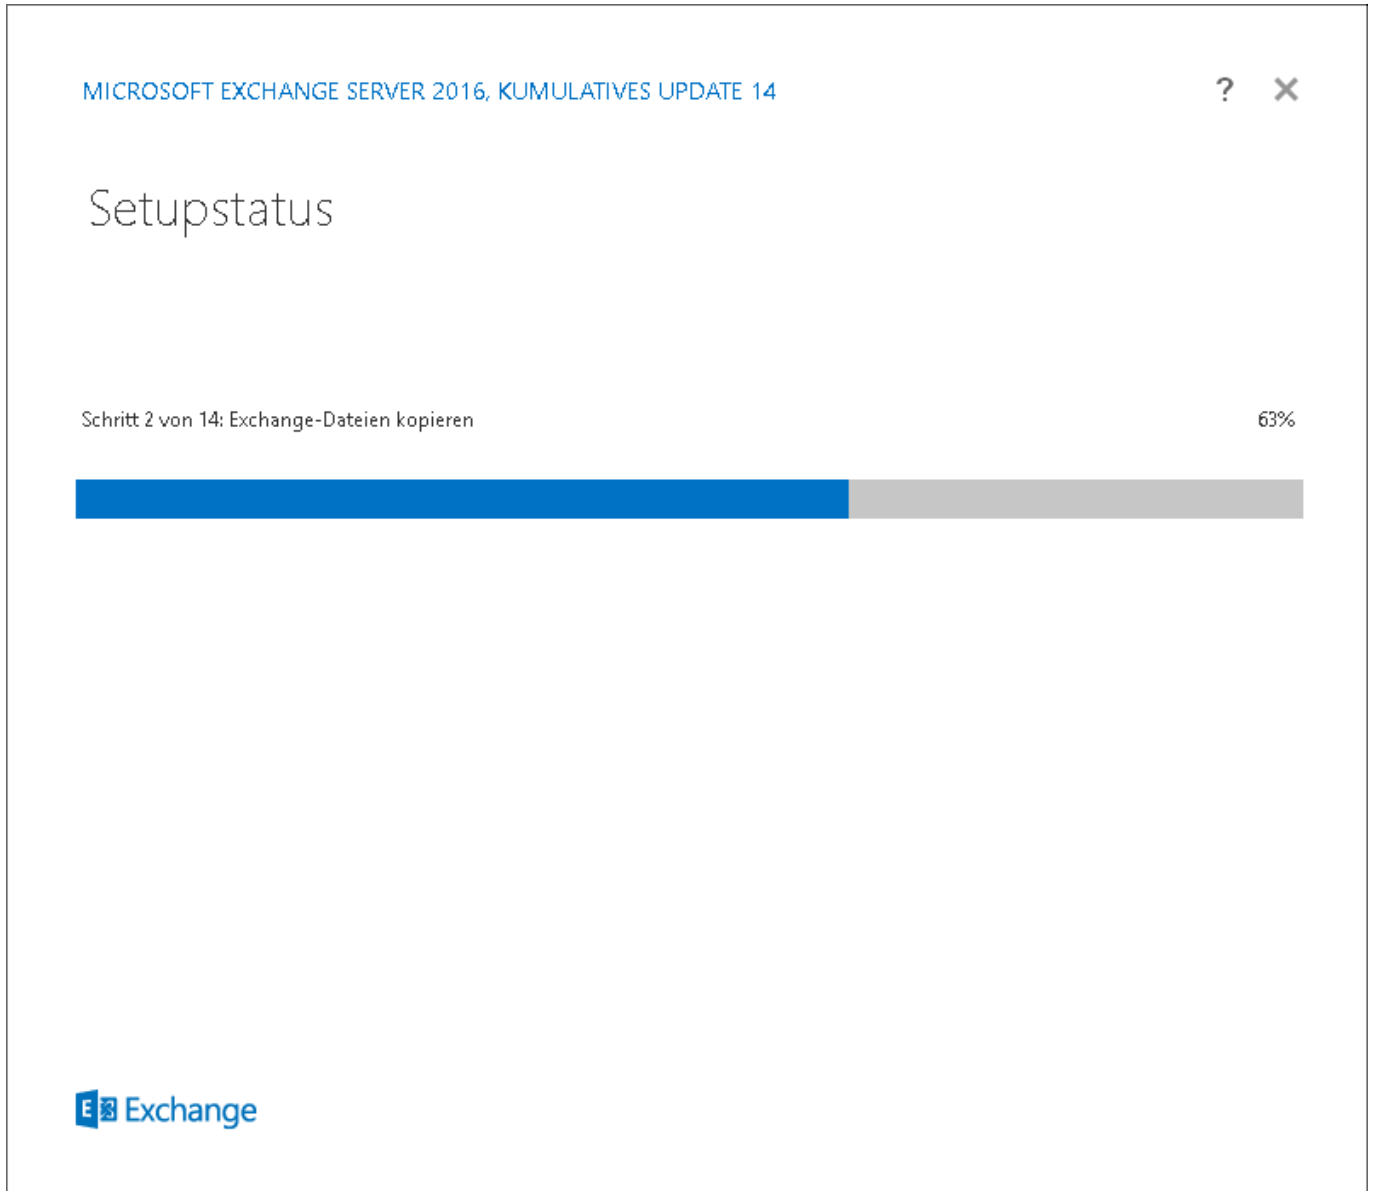 MICROSOFT EXCHANGE SERVER 2016, KUMULATIVES UPDATE 14 ?
Setupstatus
Schritt 2 von 14: Exchange-Dateien kopieren 63%
Exchange